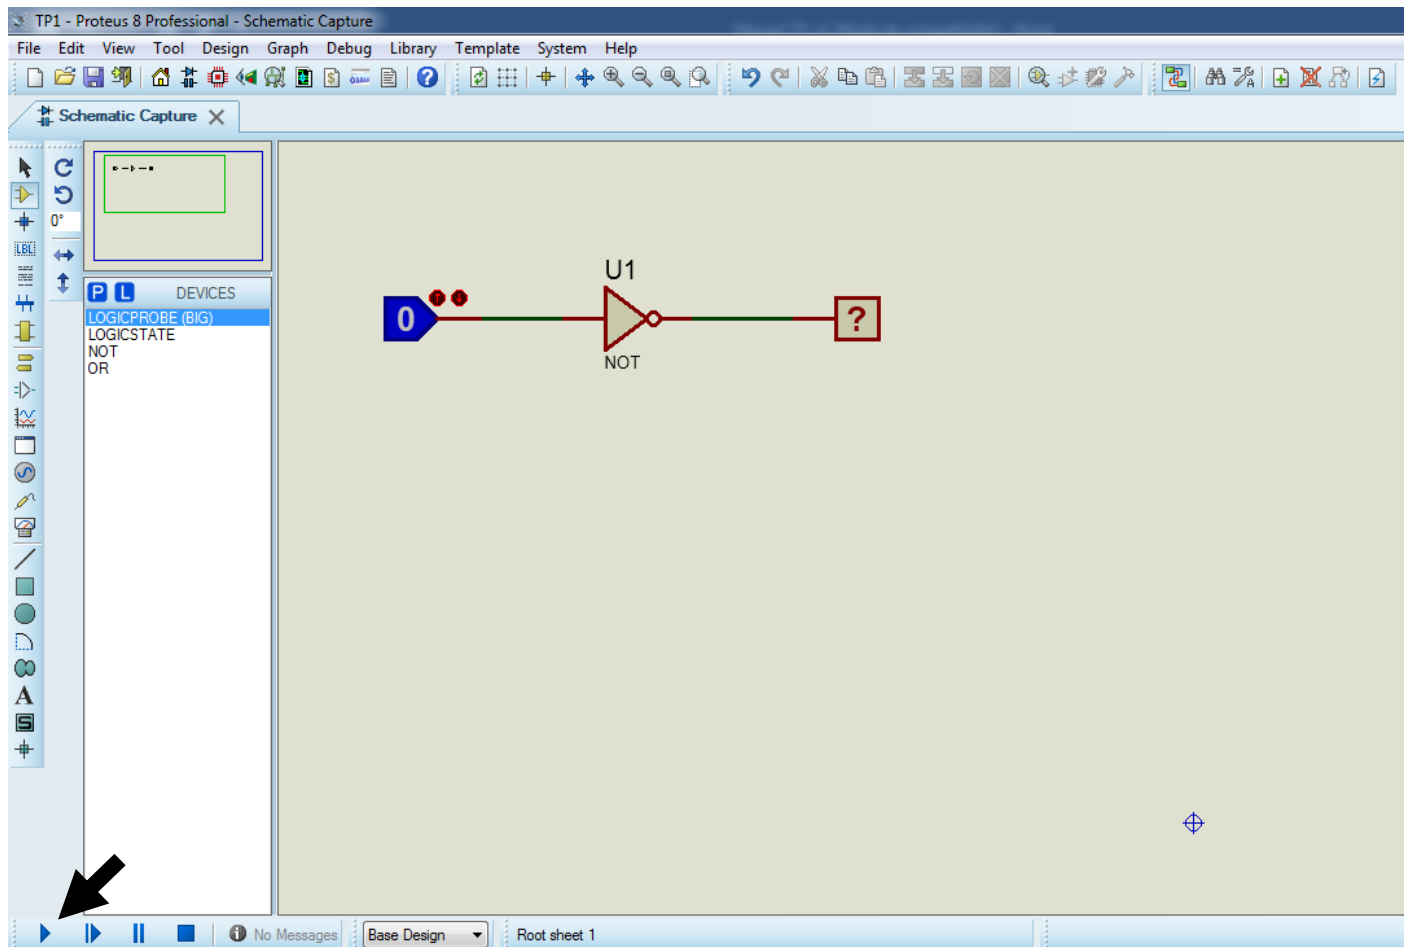 TP1 - Proteus 8 Professional - Schematic Capture
File Edit View Tool Design Graph Debug Library Template System Help
$
?
A
Schematic Capture
0°
LBL
P L DEVICES
LOGICPROBE (BIG)
LOGICSTATE
NOT
OR
U1
0
?
NOT
A
S
No Messages
Base Design
Root sheet 1